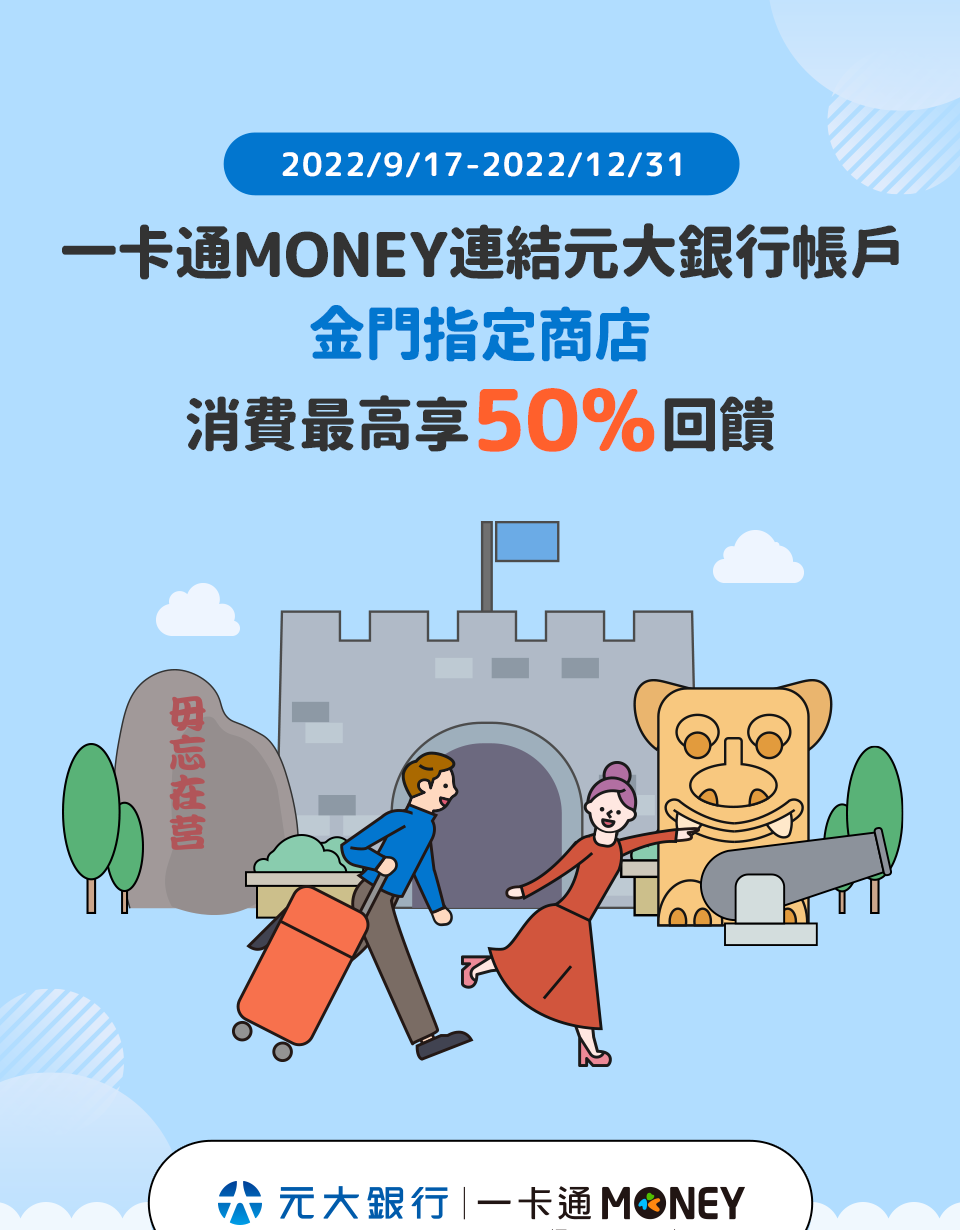 2022/9/17-2022/12/31
一卡通MONEY連結元大銀行帳戶
金門指定商店
消費最高享50%回饋
毋忘在莒
元大銀行 | 一卡通MONEY